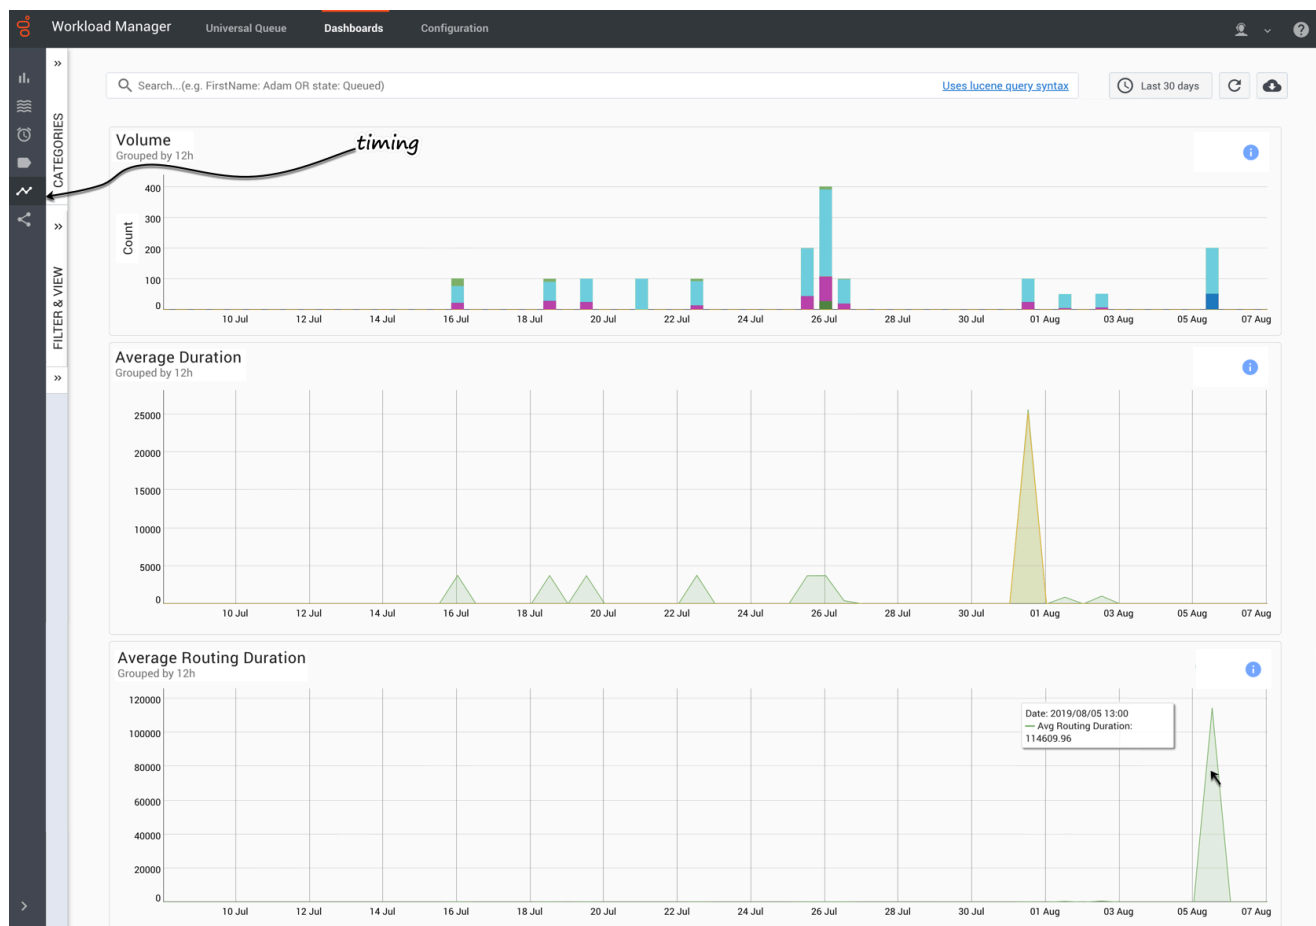 Workload Manager Universal Queue Dashboards Configuration
Search...(e.g. FirstName: Adam OR state: Queued) Uses lucene query syntax Last 30 days
CATEGORIES
FILTER & VIEW
timing
Volume
Grouped by 12h
Count
400
300
200
100
0
10 Jul 12 Jul 14 Jul 16 Jul 18 Jul 20 Jul 22 Jul 24 Jul 26 Jul 28 Jul 30 Jul 01 Aug 03 Aug 05 Aug 07 Aug
Average Duration
Grouped by 12h
25000
20000
15000
10000
5000
0
10 Jul 12 Jul 14 Jul 16 Jul 18 Jul 20 Jul 22 Jul 24 Jul 26 Jul 28 Jul 30 Jul 01 Aug 03 Aug 05 Aug 07 Aug
Average Routing Duration
Grouped by 12h
120000
100000
80000
60000
40000
20000
0
Date: 2019/08/05 13:00
Avg Routing Duration:
114609.96
10 Jul 12 Jul 14 Jul 16 Jul 18 Jul 20 Jul 22 Jul 24 Jul 26 Jul 28 Jul 30 Jul 01 Aug 03 Aug 05 Aug 07 Aug